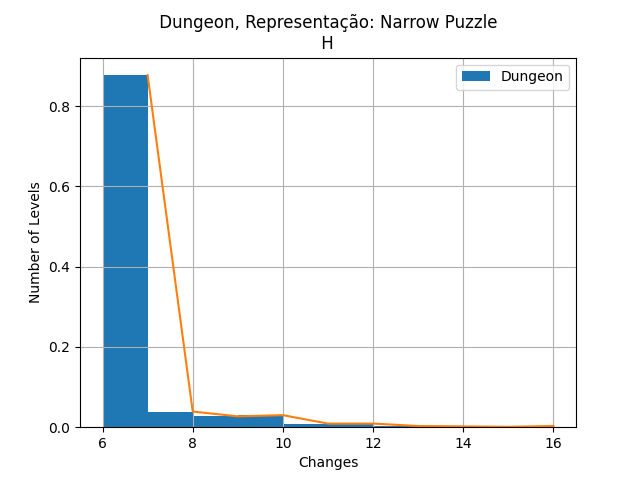 Dungeon, Representação: Narrow Puzzle
H
Dungeon
Number of Levels
0.8
0.6
0.4
0.2
0.0
6 8 10 12 14 16
Changes